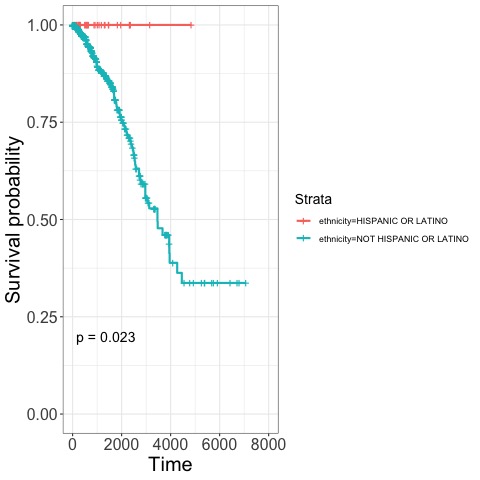 1.00
0.75
0.50
0.25
0.00
Survival probability
p = 0.023
0 2000 4000 6000 8000
Time
Strata
ethnicity=HISPANIC OR LATINO
ethnicity=NOT HISPANIC OR LATINO